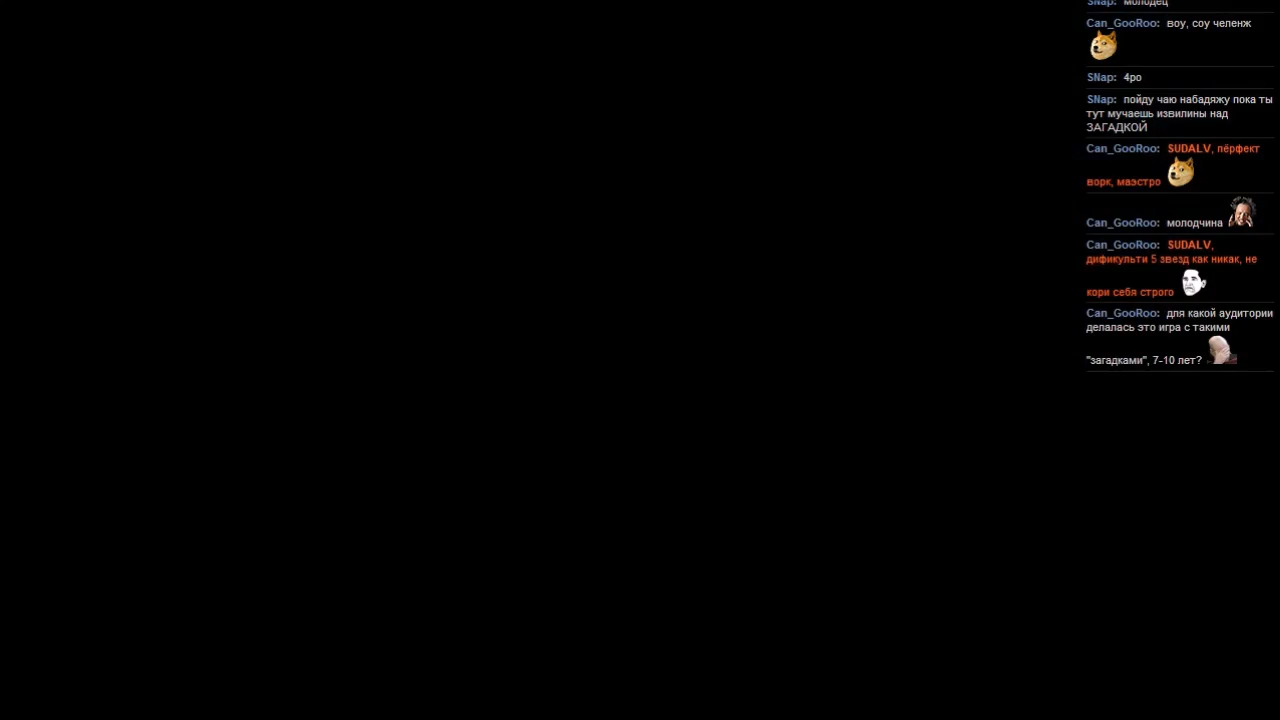 SNap: молодец
Can_GooRoo: воу, соу челенж
SNap: 4ро
SNap: пойду чаю набадяжу пока ты
тут мучаешь извилины над
ЗАГАДКОЙ
Can_GooRoo: SUDALV, пёрфект
ворк, маэстро
Can_GooRoo: молодчина
Can_GooRoo: SUDALV,
дификульти 5 звезд как никак, не
кори себя строго
Can_GooRoo: для какой аудитории
делалась это игра с такими
"загадками", 7-10 лет?